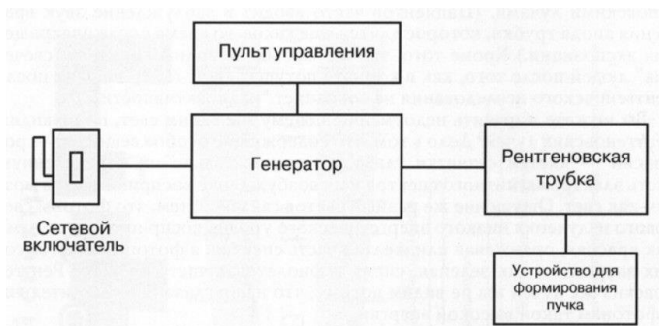 Пульт управления
Генератор
Рентгеновская
трубка
Сетевой
включатель
Устройство для
формирования
пучка